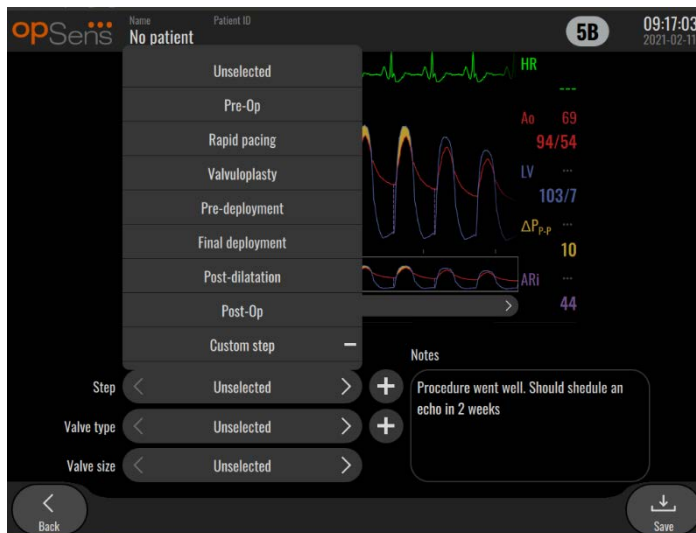 opSens
Name
Patient ID
No patient
5B
09:17:03
2021-02-11
Unselected
Pre-Op
Rapid pacing
Valvuloplasty
Pre-deployment
Final deployment
Post-dilatation
Post-Op
Custom step
HR
---
Ao 69
94/54
LV ---
103/7
ΔPP-P ---
10
ARi ---
44
Step Unselected
Valve type Unselected
Valve size Unselected
Notes
Procedure went well. Should shedule an
echo in 2 weeks
Back
Save